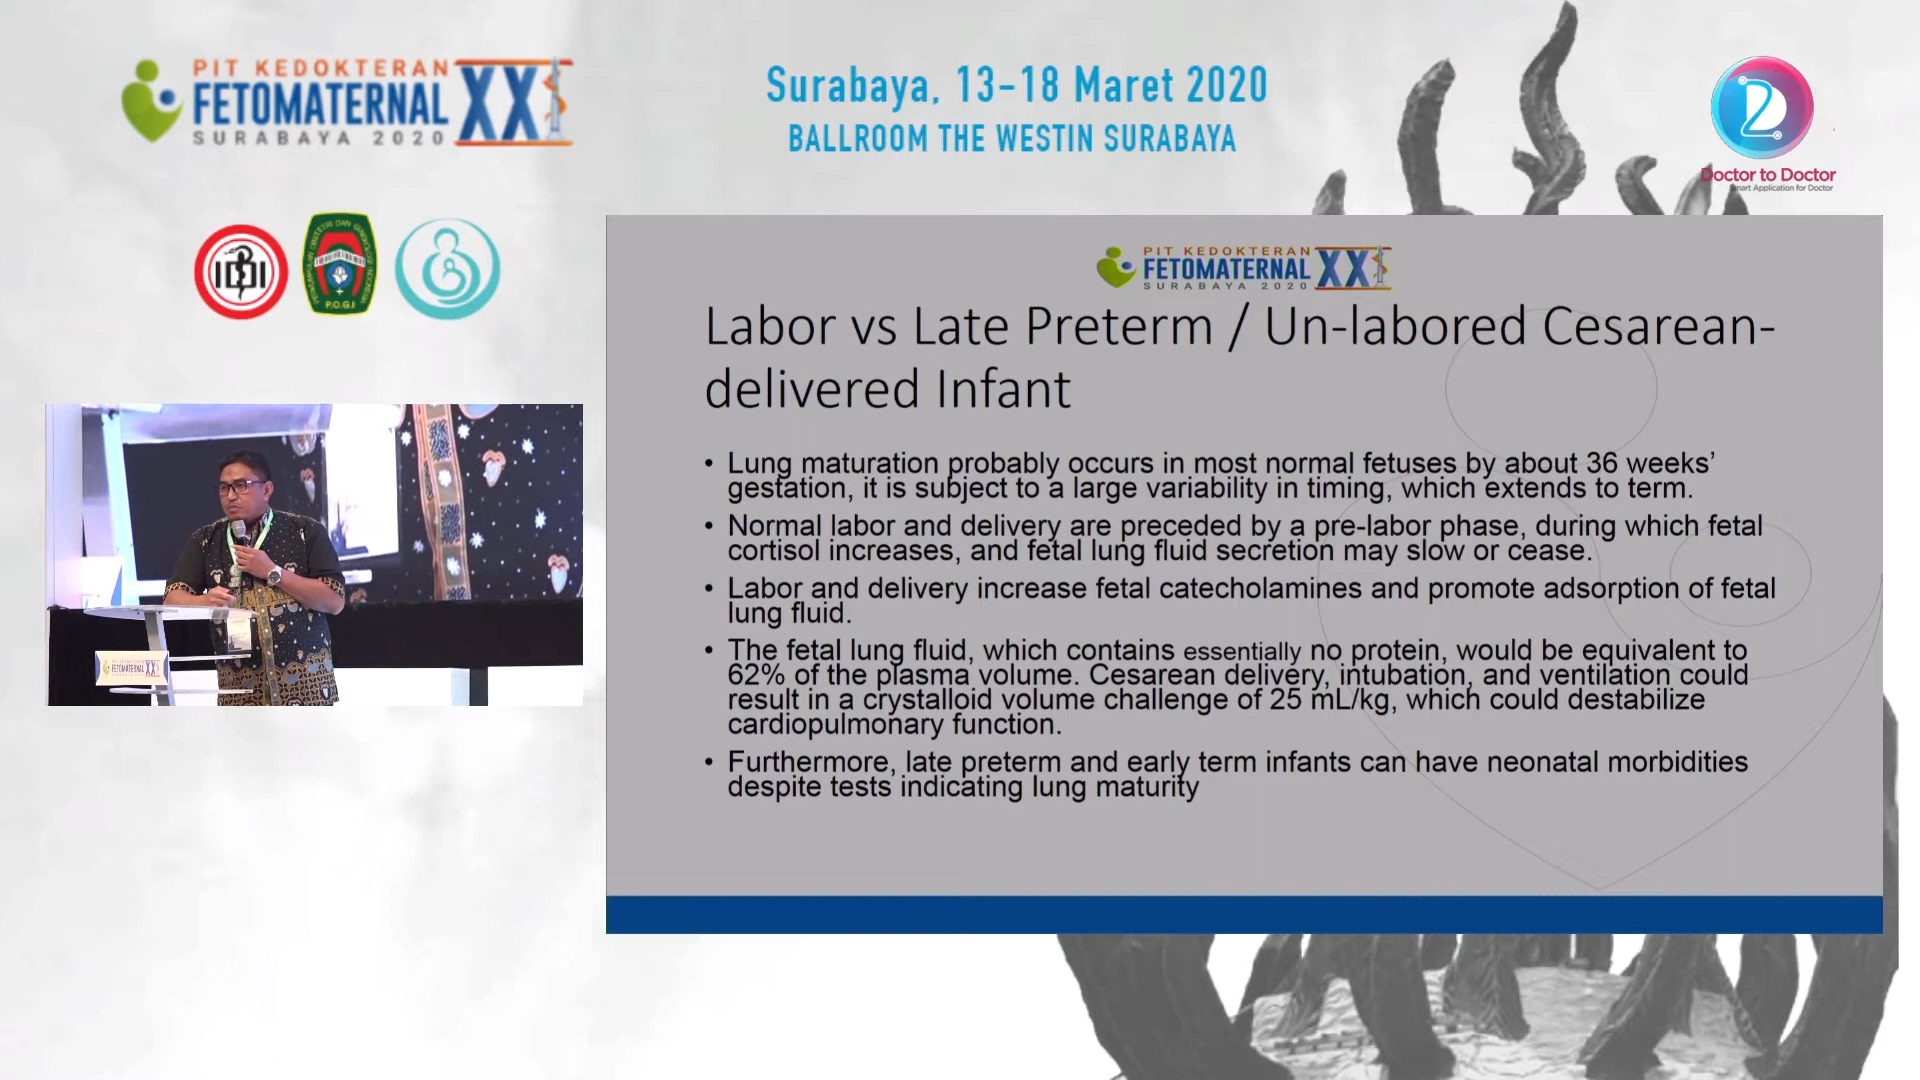 PIT KEDOKTERAN
FETOMATERNAL XXI
SURABAYA 2020
Surabaya, 13-18 Maret 2020
BALLROOM THE WESTIN SURABAYA
Doctor to Doctor
Smart Application for Doctor
IDI
PERKUMPULAN OBSTETRI DAN GINEKOLOGI INDONESIA
P.O.G.I
PIT KEDOKTERAN
FETOMATERNAL XXI
SURABAYA 2020
Labor vs Late Preterm / Un-labored Cesarean-
delivered Infant
• Lung maturation probably occurs in most normal fetuses by about 36 weeks’
gestation, it is subject to a large variability in timing, which extends to term.
• Normal labor and delivery are preceded by a pre-labor phase, during which fetal
cortisol increases, and fetal lung fluid secretion may slow or cease.
• Labor and delivery increase fetal catecholamines and promote adsorption of fetal
lung fluid.
• The fetal lung fluid, which contains essentially no protein, would be equivalent to
62% of the plasma volume. Cesarean delivery, intubation, and ventilation could
result in a crystalloid volume challenge of 25 mL/kg, which could destabilize
cardiopulmonary function.
• Furthermore, late preterm and early term infants can have neonatal morbidities
despite tests indicating lung maturity
FETOMATERNAL XXI